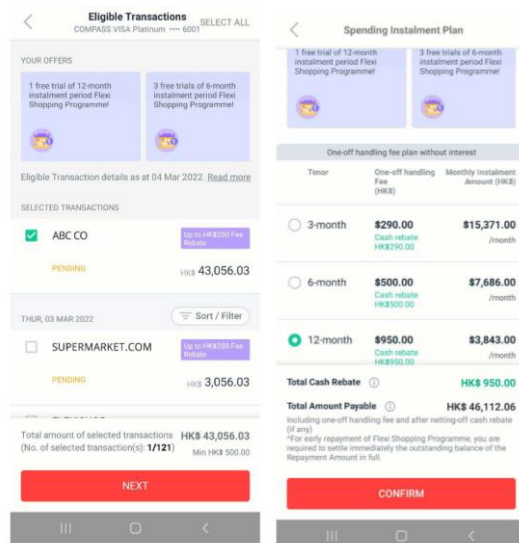 Eligible Transactions
COMPASS VISA Platinum ···· 6001
SELECT ALL
YOUR OFFERS
1 free trial of 12-month
instalment period Flexi
Shopping Programme!
3 free trials of 6-month
instalment period Flexi
Shopping Programme!
Eligible Transaction details as at 04 Mar 2022. Read more
SELECTED TRANSACTIONS
ABC CO
Up to HK$200 Fee
Rebate
PENDING
HK$ 43,056.03
THUR, 03 MAR 2022
Sort / Filter
SUPERMARKET.COM
Up to HK$200 Fee
Rebate
PENDING
HK$ 3,056.03
Total amount of selected transactions HK$ 43,056.03
(No. of selected transaction(s): 1/121) Min HK$ 500.00
NEXT
Spending Instalment Plan
1 free trial of 12-month
instalment period Flexi
Shopping Programme!
3 free trials of 6-month
instalment period Flexi
Shopping Programme!
One-off handling fee plan without interest
Tenor
One-off handling
Fee
(HK$)
Monthly Instalment
Amount (HK$)
3-month $290.00 $15,371.00
Cash rebate /month
HK$290.00
6-month $500.00 $7,686.00
Cash rebate /month
HK$500.00
12-month $950.00 $3,843.00
Cash rebate /month
HK$950.00
Total Cash Rebate HK$ 950.00
Total Amount Payable HK$ 46,112.06
Including one-off handling fee and after netting-off cash rebate
(if any)
^For early repayment of Flexi Shopping Programme, you are
required to settle immediately the outstanding balance of the
Repayment Amount in full.
CONFIRM